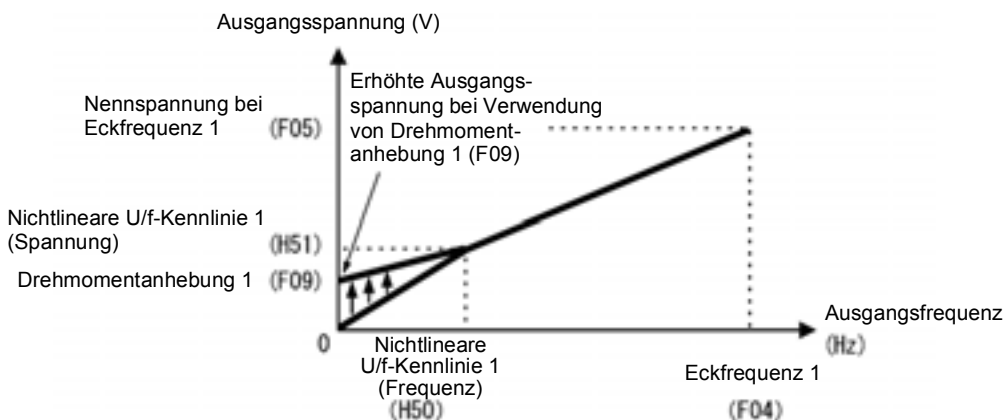 Ausgangsspannung (V)
Erhöhte Ausgangs-
spannung bei Verwendung
von Drehmoment-
anhebung 1 (F09)
Nennspannung bei
Eckfrequenz 1
(F05)
Nichtlineare U/f-Kennlinie 1
(Spannung)
(H51)
Drehmomentanhebung 1
(F09)
Ausgangsfrequenz
(Hz)
0
Nichtlineare
U/f-Kennlinie 1
(Frequenz)
(H50)
Eckfrequenz 1
(F04)